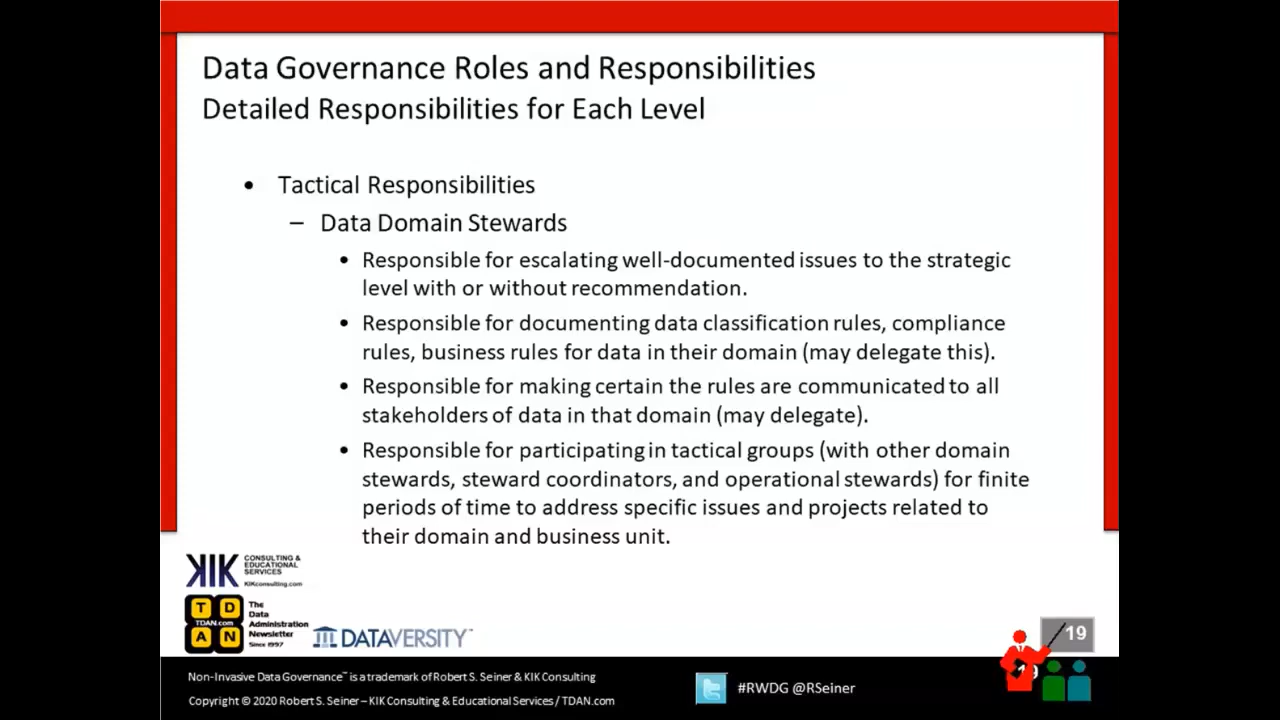 Data Governance Roles and Responsibilities
Detailed Responsibilities for Each Level
• Tactical Responsibilities
– Data Domain Stewards
• Responsible for escalating well-documented issues to the strategic
level with or without recommendation.
• Responsible for documenting data classification rules, compliance
rules, business rules for data in their domain (may delegate this).
• Responsible for making certain the rules are communicated to all
stakeholders of data in that domain (may delegate).
• Responsible for participating in tactical groups (with other domain
stewards, steward coordinators, and operational stewards) for finite
periods of time to address specific issues and projects related to
their domain and business unit.
KIK CONSULTING &
EDUCATIONAL
SERVICES
KIKconsulting.com
T D
TDAN.com
A N
The
Data
Administration
Newsletter
Since 1997
DATAVERSITY™
19
19
Non-Invasive Data Governance™ is a trademark of Robert S. Seiner & KIK Consulting
Copyright © 2020 Robert S. Seiner – KIK Consulting & Educational Services / TDAN.com
#RWDG @RSeiner